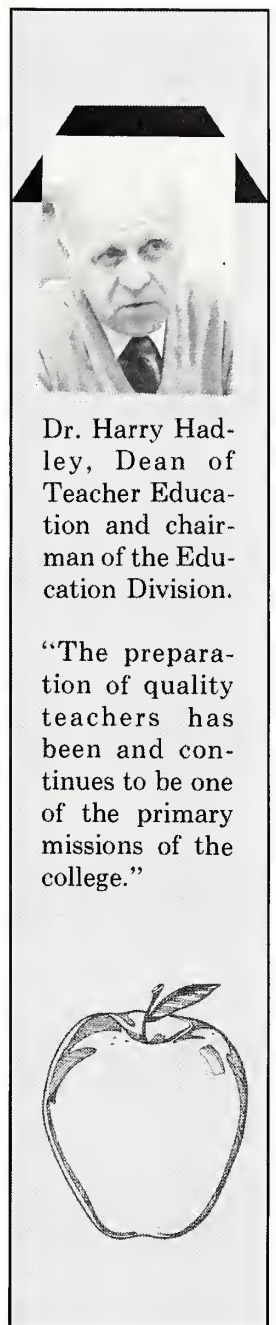 Dr. Harry Had-
ley, Dean of
Teacher Educa-
tion and chair-
man of the Edu-
cation Division.
“The prepara-
tion of quality
teachers has
been and con-
tinues to be one
of the primary
missions of the
college.”